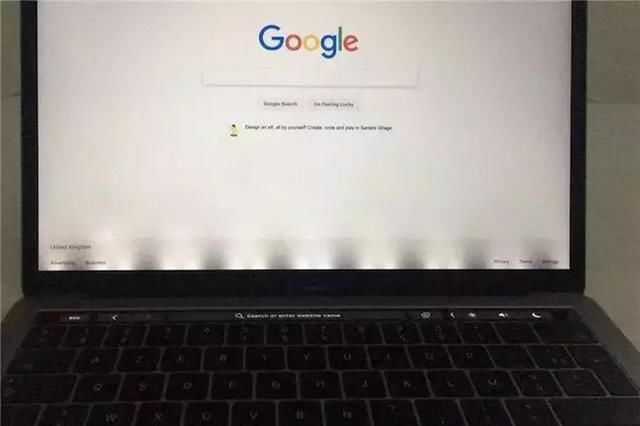 Google
Google Search I'm Feeling Lucky
Design an elf, all by yourself! Create, code and play in Santa's Village
United Kingdom
Advertising Business Privacy Terms Settings
esc Search or enter website name
A Z E R T Y U I O P
Q S D F G H J K L M
W X C V B N